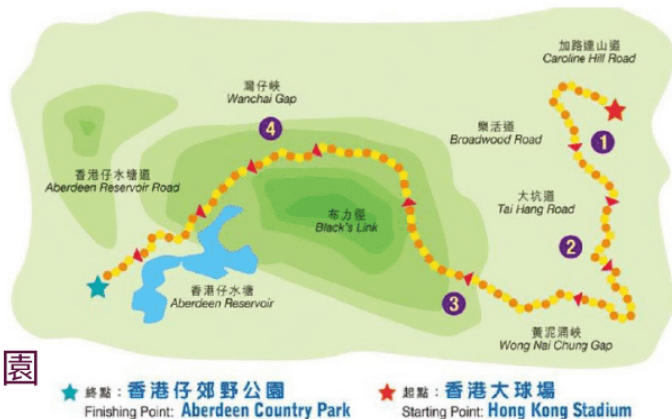 加路達山道
Caroline Hill Road
灣仔峽
Wanchai Gap
4
樂活道
Broadwood Road
1
香港仔水塘道
Aberdeen Reservoir Road
大坑道
Tai Hang Road
布力徑
Black's Link
2
香港仔水塘
Aberdeen Reservoir
3
黃泥涌峽
Wong Nai Chung Gap
園
終點：香港仔郊野公園
Finishing Point: Aberdeen Country Park
起點：香港大球場
Starting Point: Hong Kong Stadium